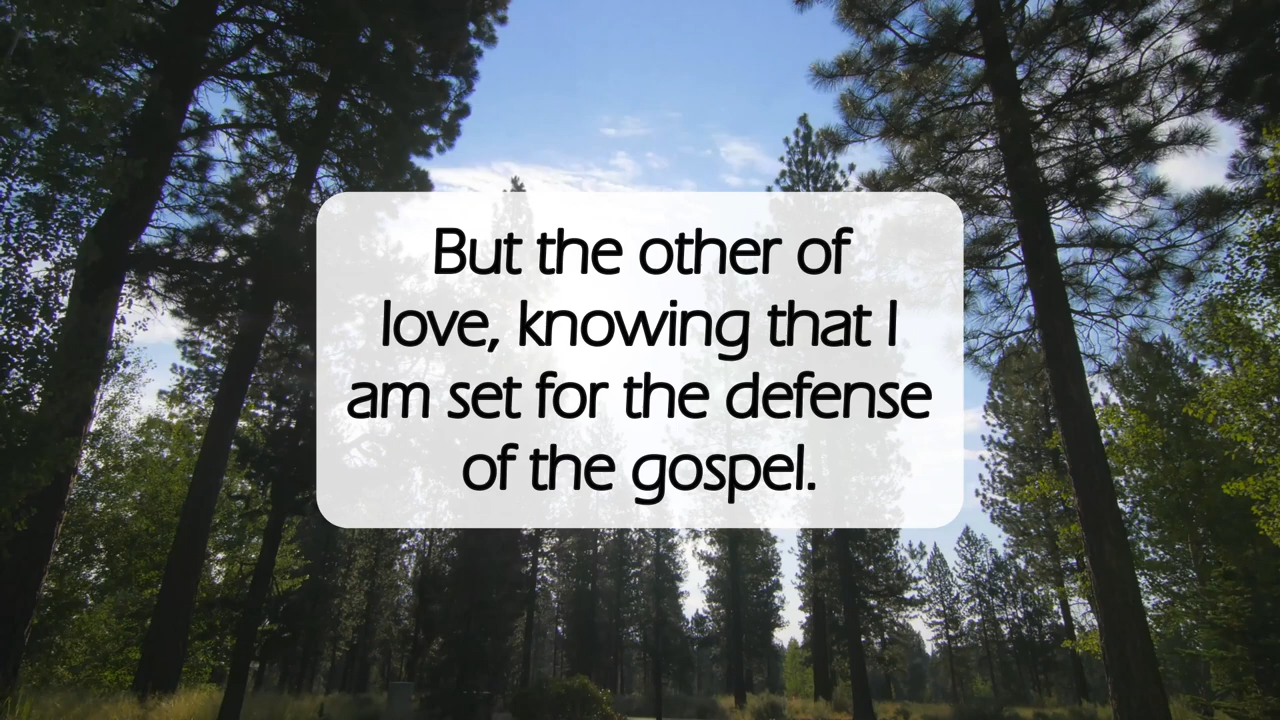 But the other of
love, knowing that I
am set for the defense
of the gospel.